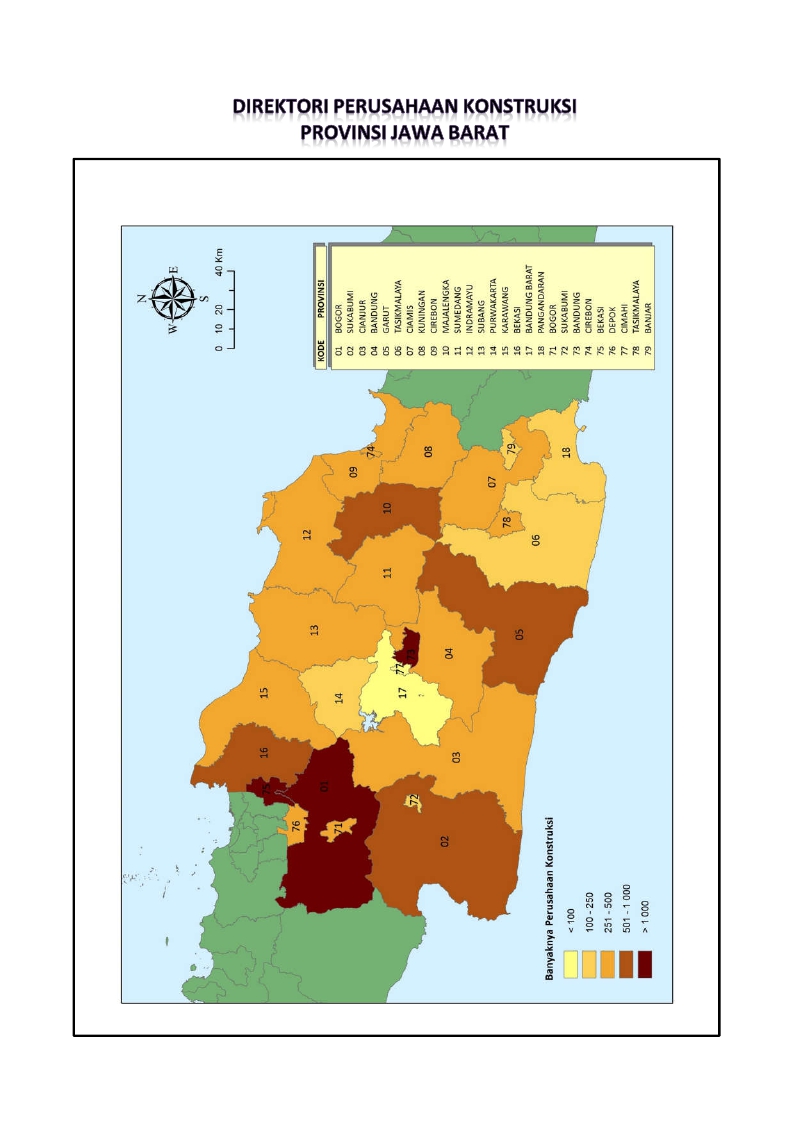 DIREKTORI PERUSAHAAN KONSTRUKSI
PROVINSI JAWA BARAT
N
E
S
W
0 10 20 40 Km
KODE PROVINSI
01 BOGOR
02 SUKABUMI
03 CIANJUR
04 BANDUNG
05 GARUT
06 TASIKMALAYA
07 CIAMIS
08 KUNINGAN
09 CIREBON
10 MAJALENGKA
11 SUMEDANG
12 INDRAMAYU
13 SUBANG
14 PURWAKARTA
15 KARAWANG
16 BEKASI
17 BANDUNG BARAT
18 PANGANDARAN
71 BOGOR
72 SUKABUMI
73 BANDUNG
74 CIREBON
75 BEKASI
76 DEPOK
77 CIMAHI
78 TASIKMALAYA
79 BANJAR
16
75
76
01
71
02
72
15
14
03
17
77
73
04
13
11
05
12
10
09
74
08
07
78
79
06
18
Banyaknya Perusahaan Konstruksi
< 100
100 - 250
251 - 500
501 - 1 000
> 1 000